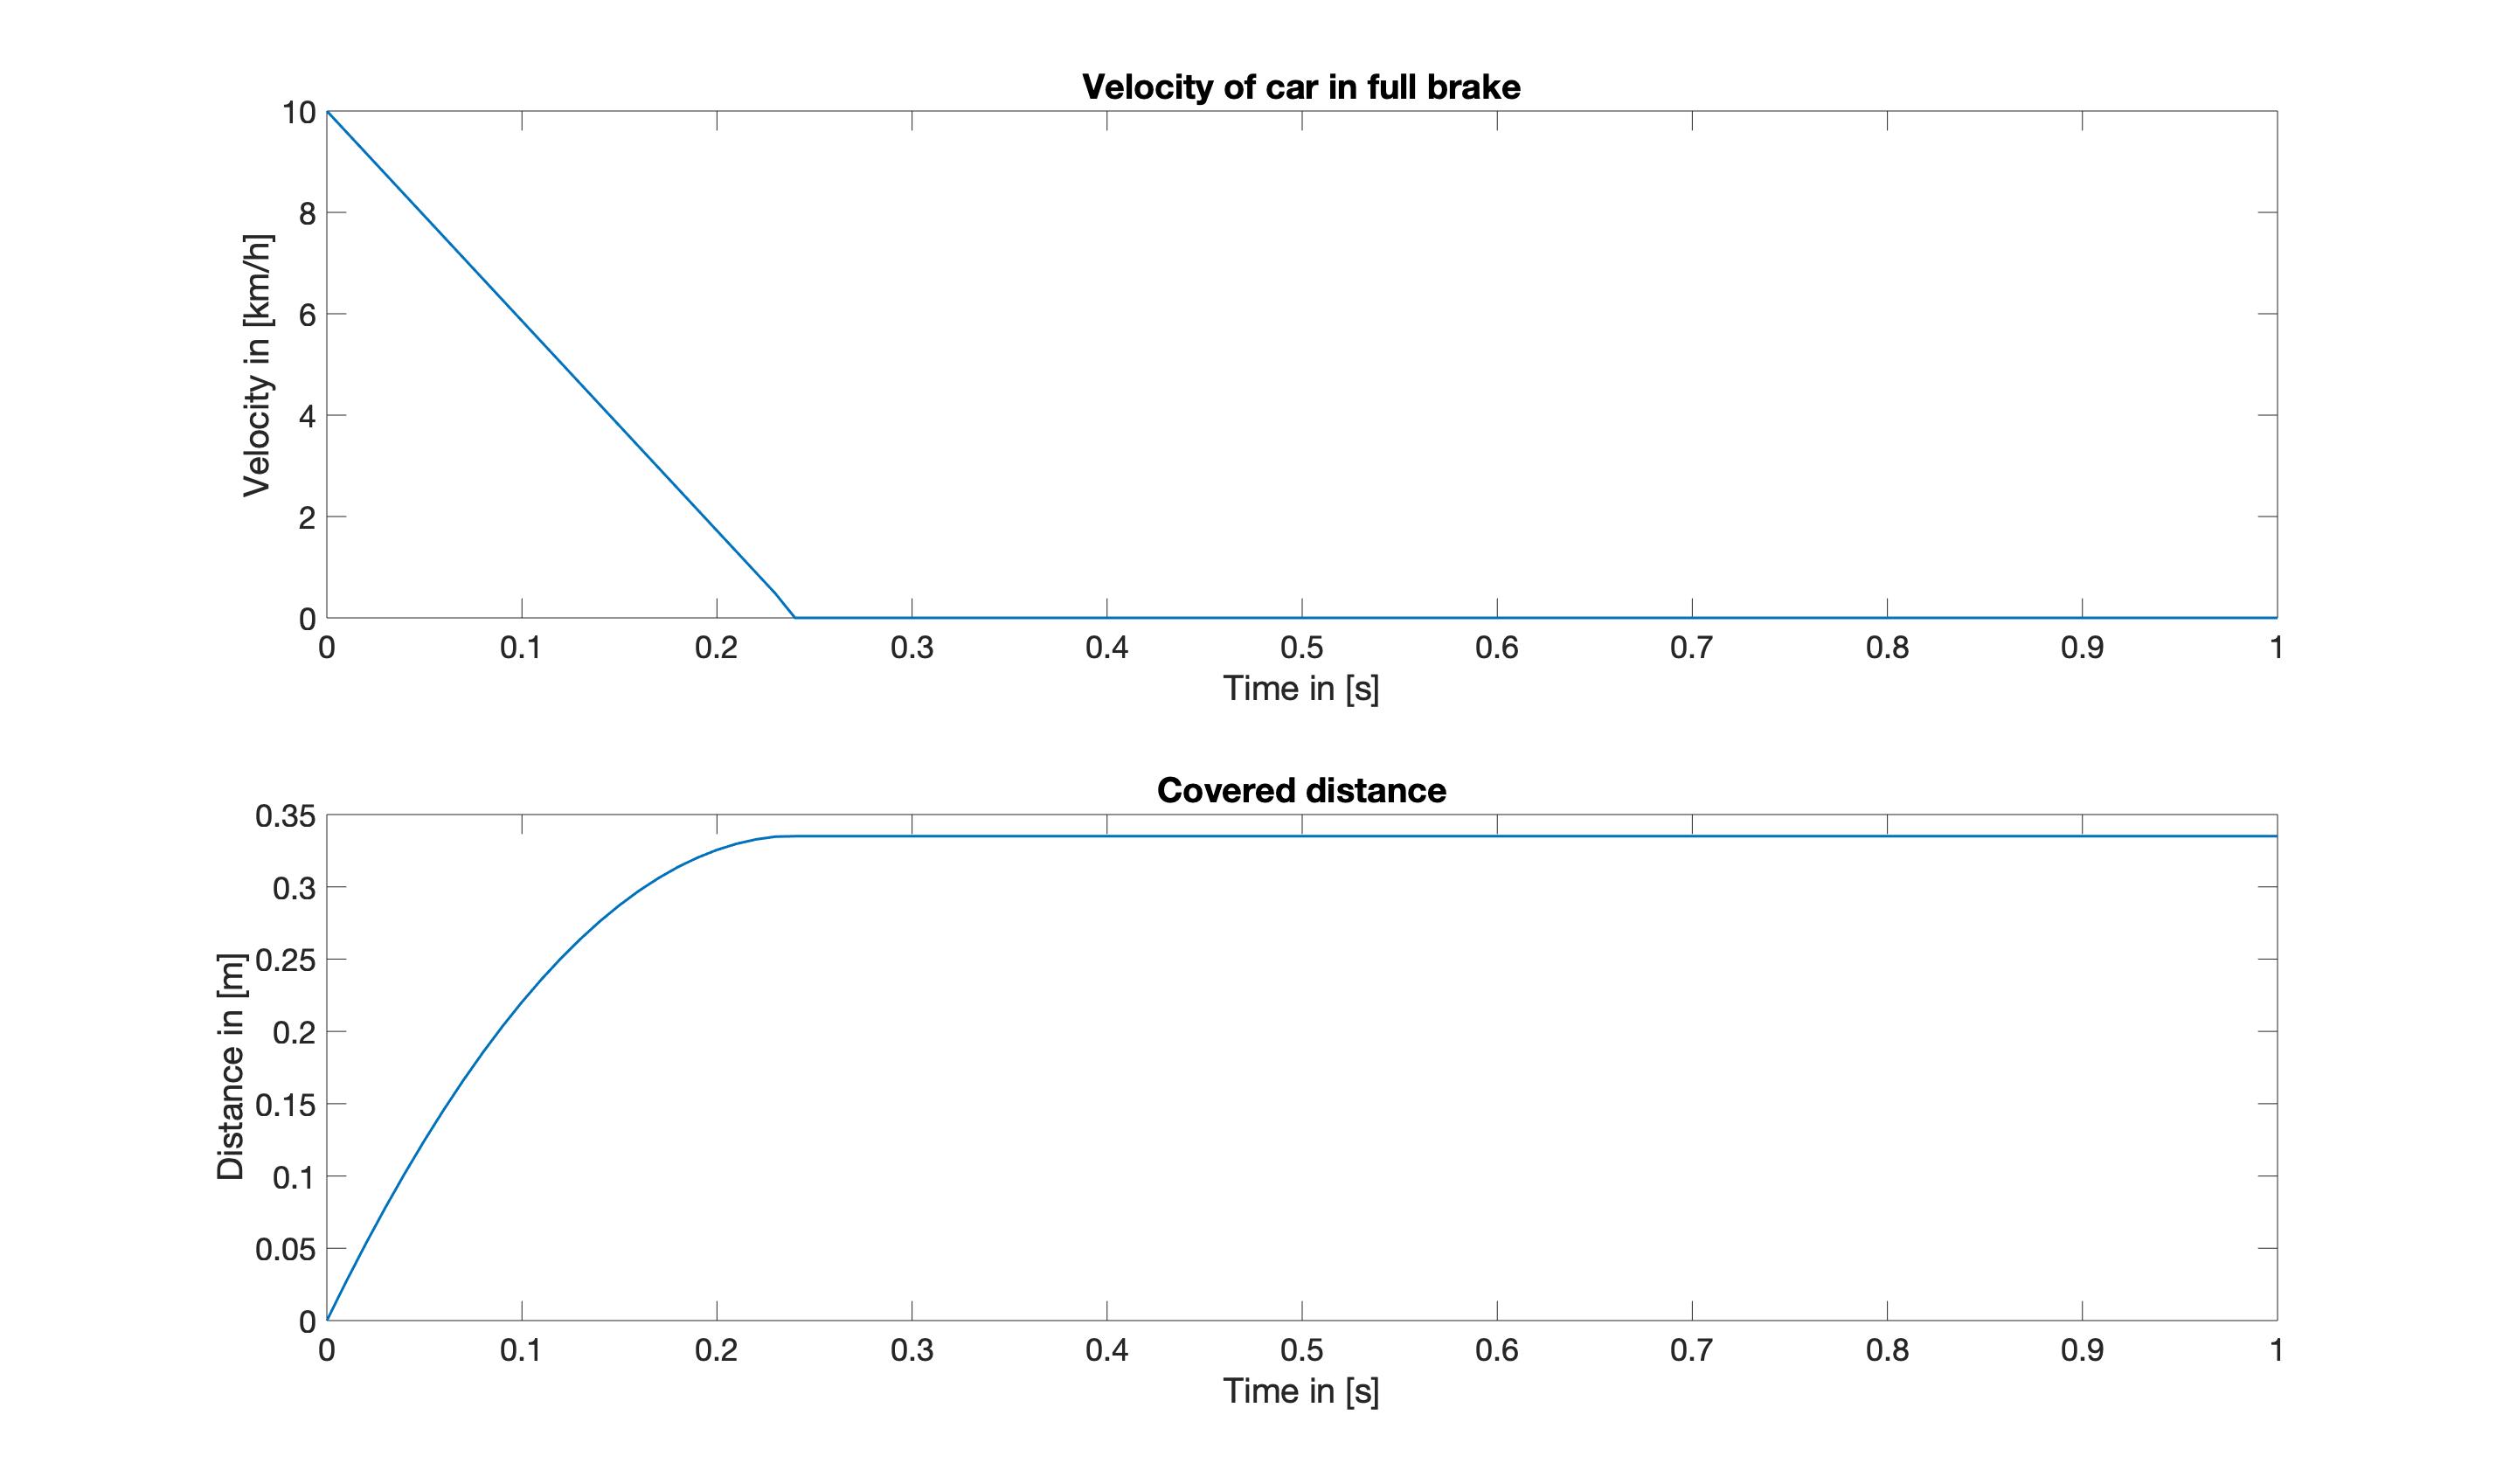 Velocity of car in full brake
10
8
6
4
2
0
Velocity in [km/h]
0 0.1 0.2 0.3 0.4 0.5 0.6 0.7 0.8 0.9 1
Time in [s]
Covered distance
0.35
0.3
0.25
0.2
0.15
0.1
0.05
0
Distance in [m]
0 0.1 0.2 0.3 0.4 0.5 0.6 0.7 0.8 0.9 1
Time in [s]